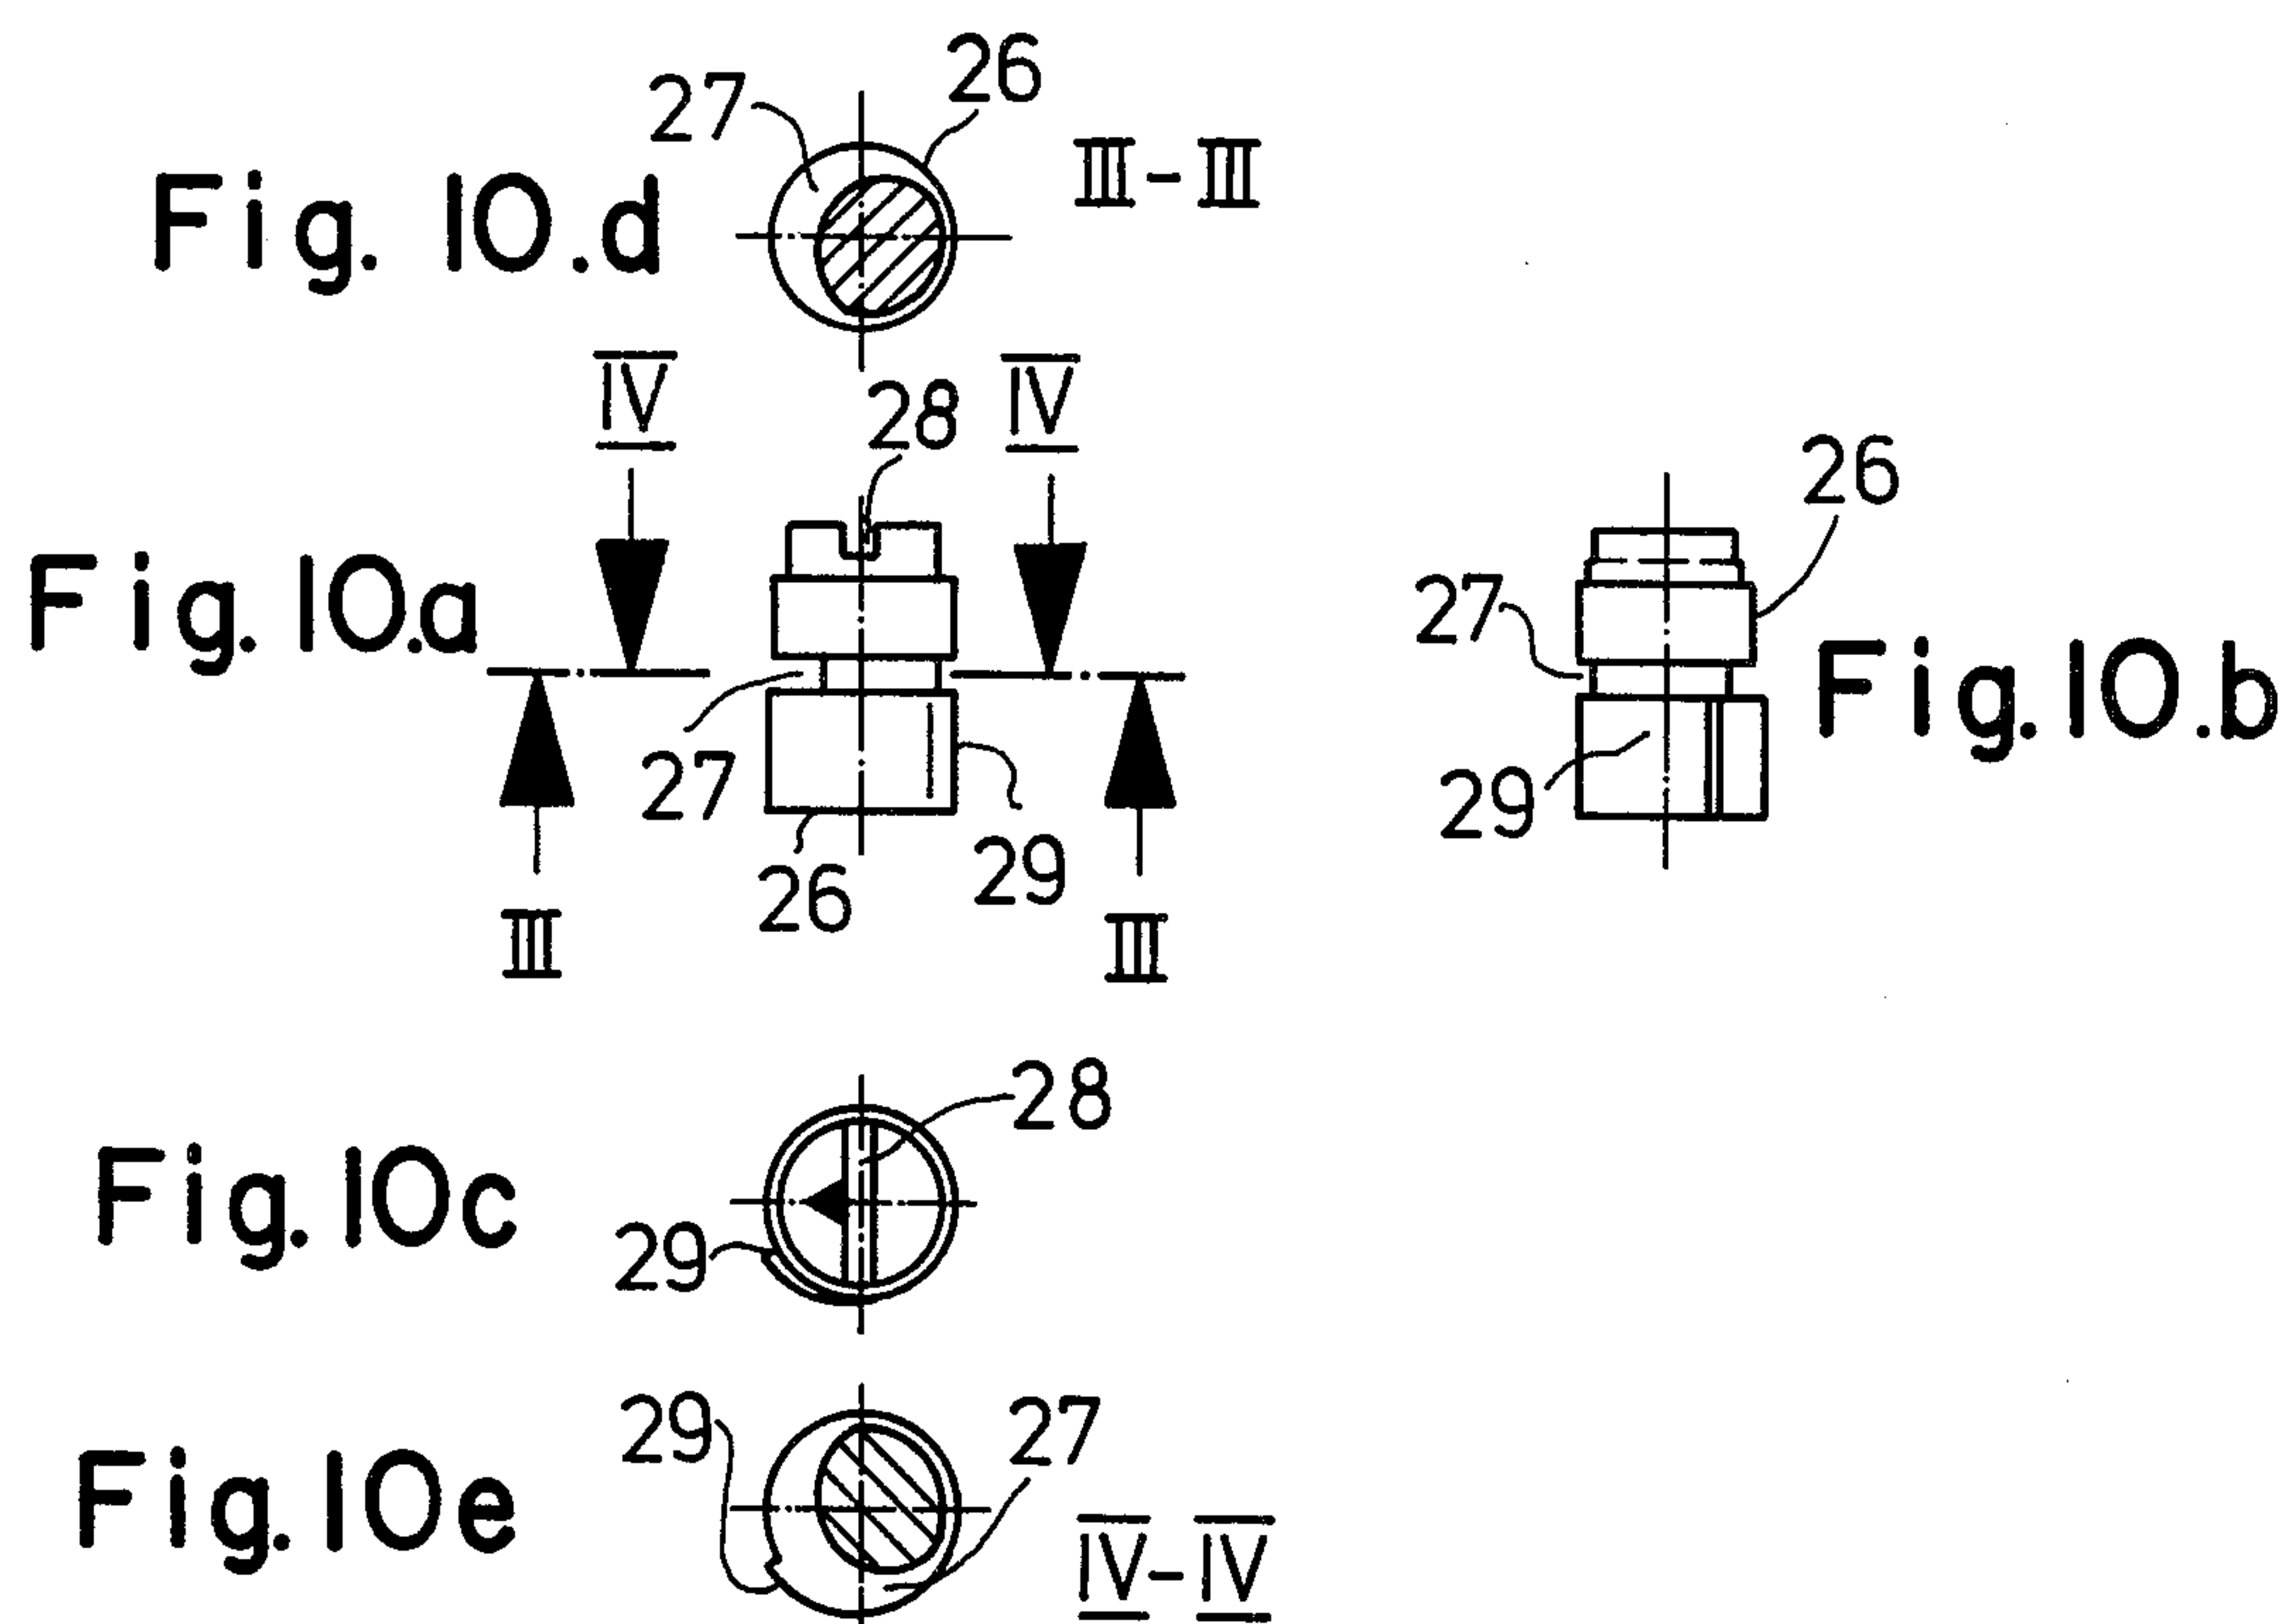 27 26
Fig. 10.d III-III
IV 28 IV
26
Fig. 10.a 27 Fig. 10.b
27 29
26 29
III III
28
Fig. 10c
29
29 27
Fig. 10e
IV-IV